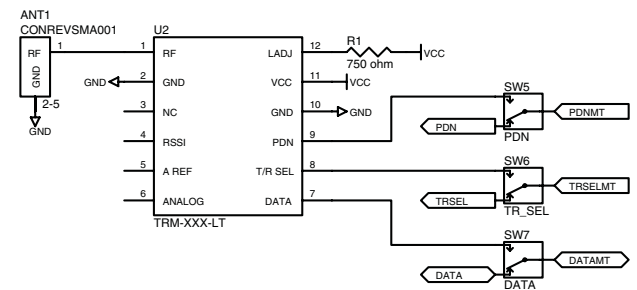 ANT1
CONREVSMA001
RF
GND
1
2-5
GND
U2
1 RF LADJ 12
GND 2 GND VCC 11 VCC
3 NC GND 10 GND
4 RSSI PDN 9
5 A REF T/R SEL 8
6 ANALOG DATA 7
TRM-XXX-LT
R1
750 ohm
VCC
SW5
PDNMT
PDN
PDN
SW6
TRSELMT
TRSEL
TR_SEL
SW7
DATAMT
DATA
DATA